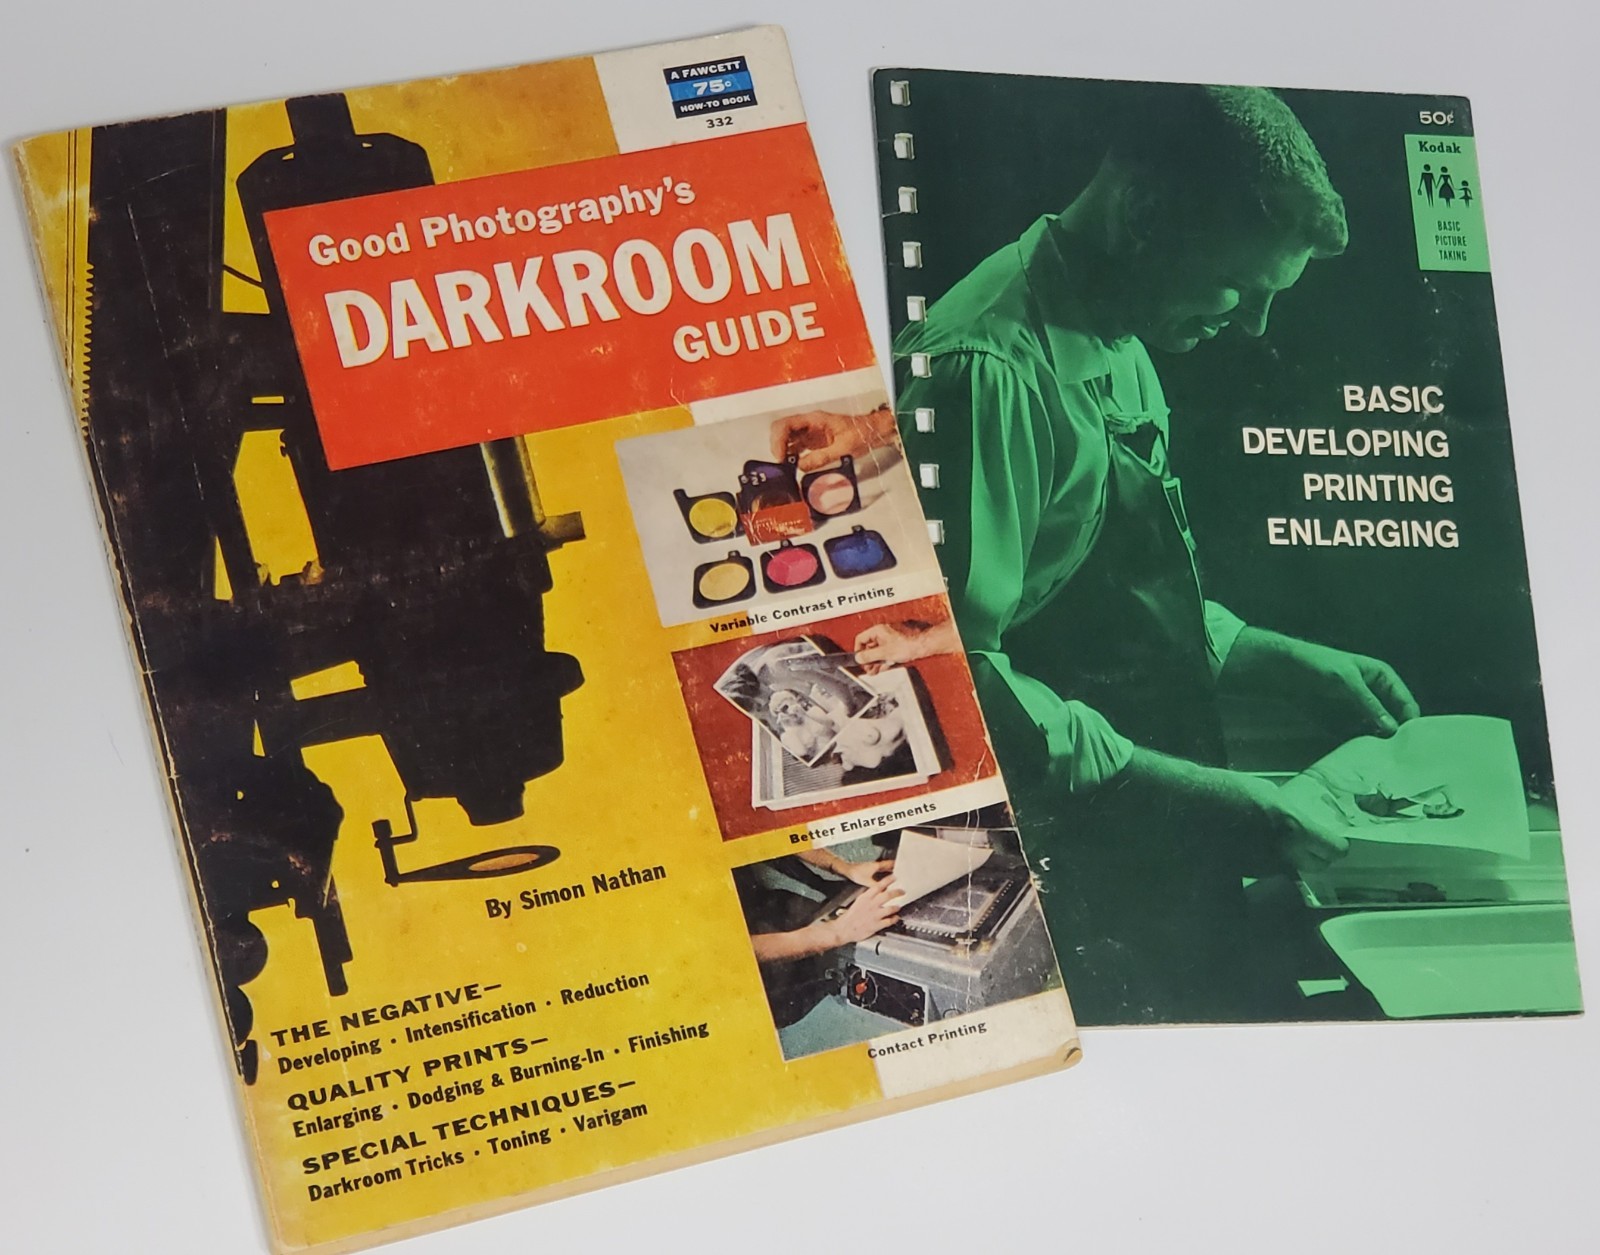 A FAWCETT
75¢
HOW-TO BOOK
332
Good Photography's
DARKROOM
GUIDE
Variable Contrast Printing
Better Enlargements
Contact Printing
By Simon Nathan
THE NEGATIVE—
Developing · Intensification · Reduction
QUALITY PRINTS—
Enlarging · Dodging & Burning-In · Finishing
SPECIAL TECHNIQUES—
Darkroom Tricks · Toning · Varigam
50¢
Kodak
BASIC
PICTURE
TAKING
BASIC
DEVELOPING
PRINTING
ENLARGING